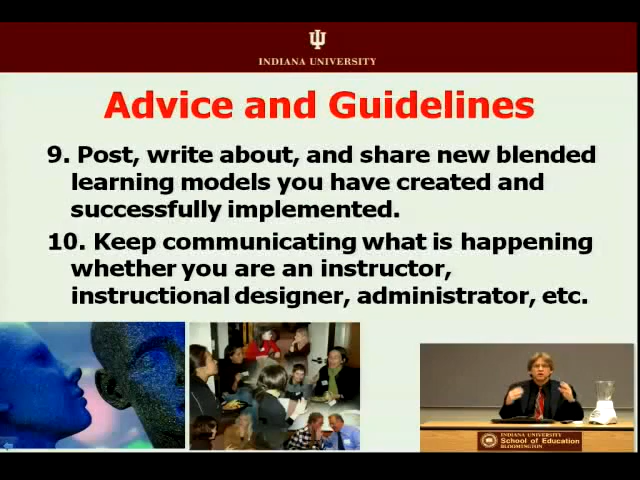 INDIANA UNIVERSITY
Advice and Guidelines
9. Post, write about, and share new blended
learning models you have created and
successfully implemented.
10. Keep communicating what is happening
whether you are an instructor,
instructional designer, administrator, etc.
INDIANA UNIVERSITY
School of Education
BLOOMINGTON